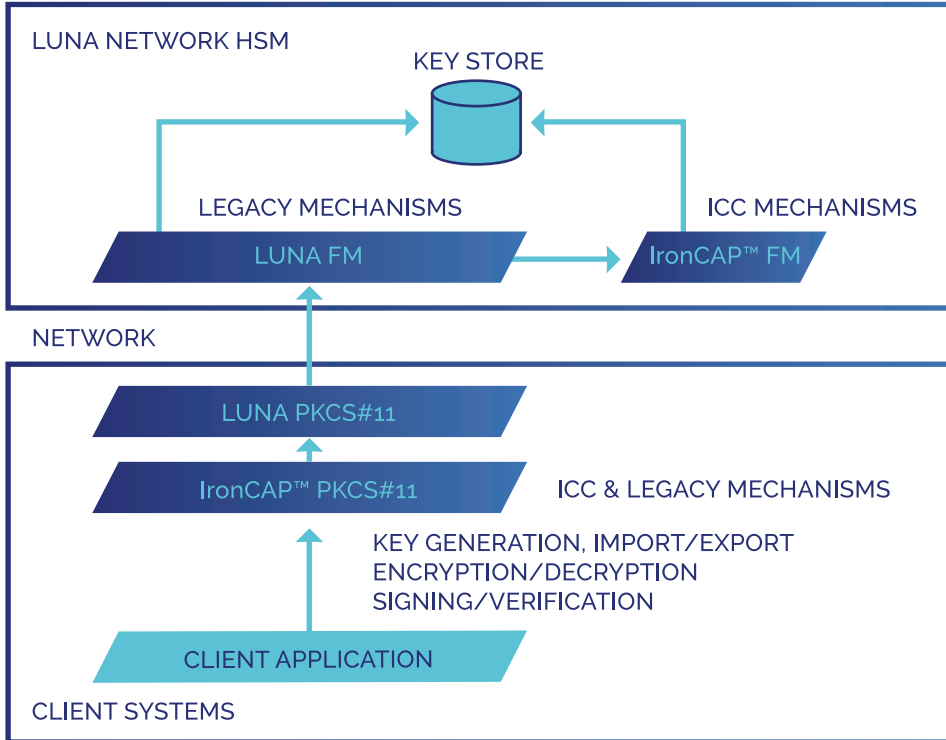 LUNA NETWORK HSM
KEY STORE
LEGACY MECHANISMS
ICC MECHANISMS
LUNA FM
IronCAP™ FM
NETWORK
LUNA PKCS#11
IronCAP™ PKCS#11
ICC & LEGACY MECHANISMS
KEY GENERATION, IMPORT/EXPORT
ENCRYPTION/DECRYPTION
SIGNING/VERIFICATION
CLIENT APPLICATION
CLIENT SYSTEMS